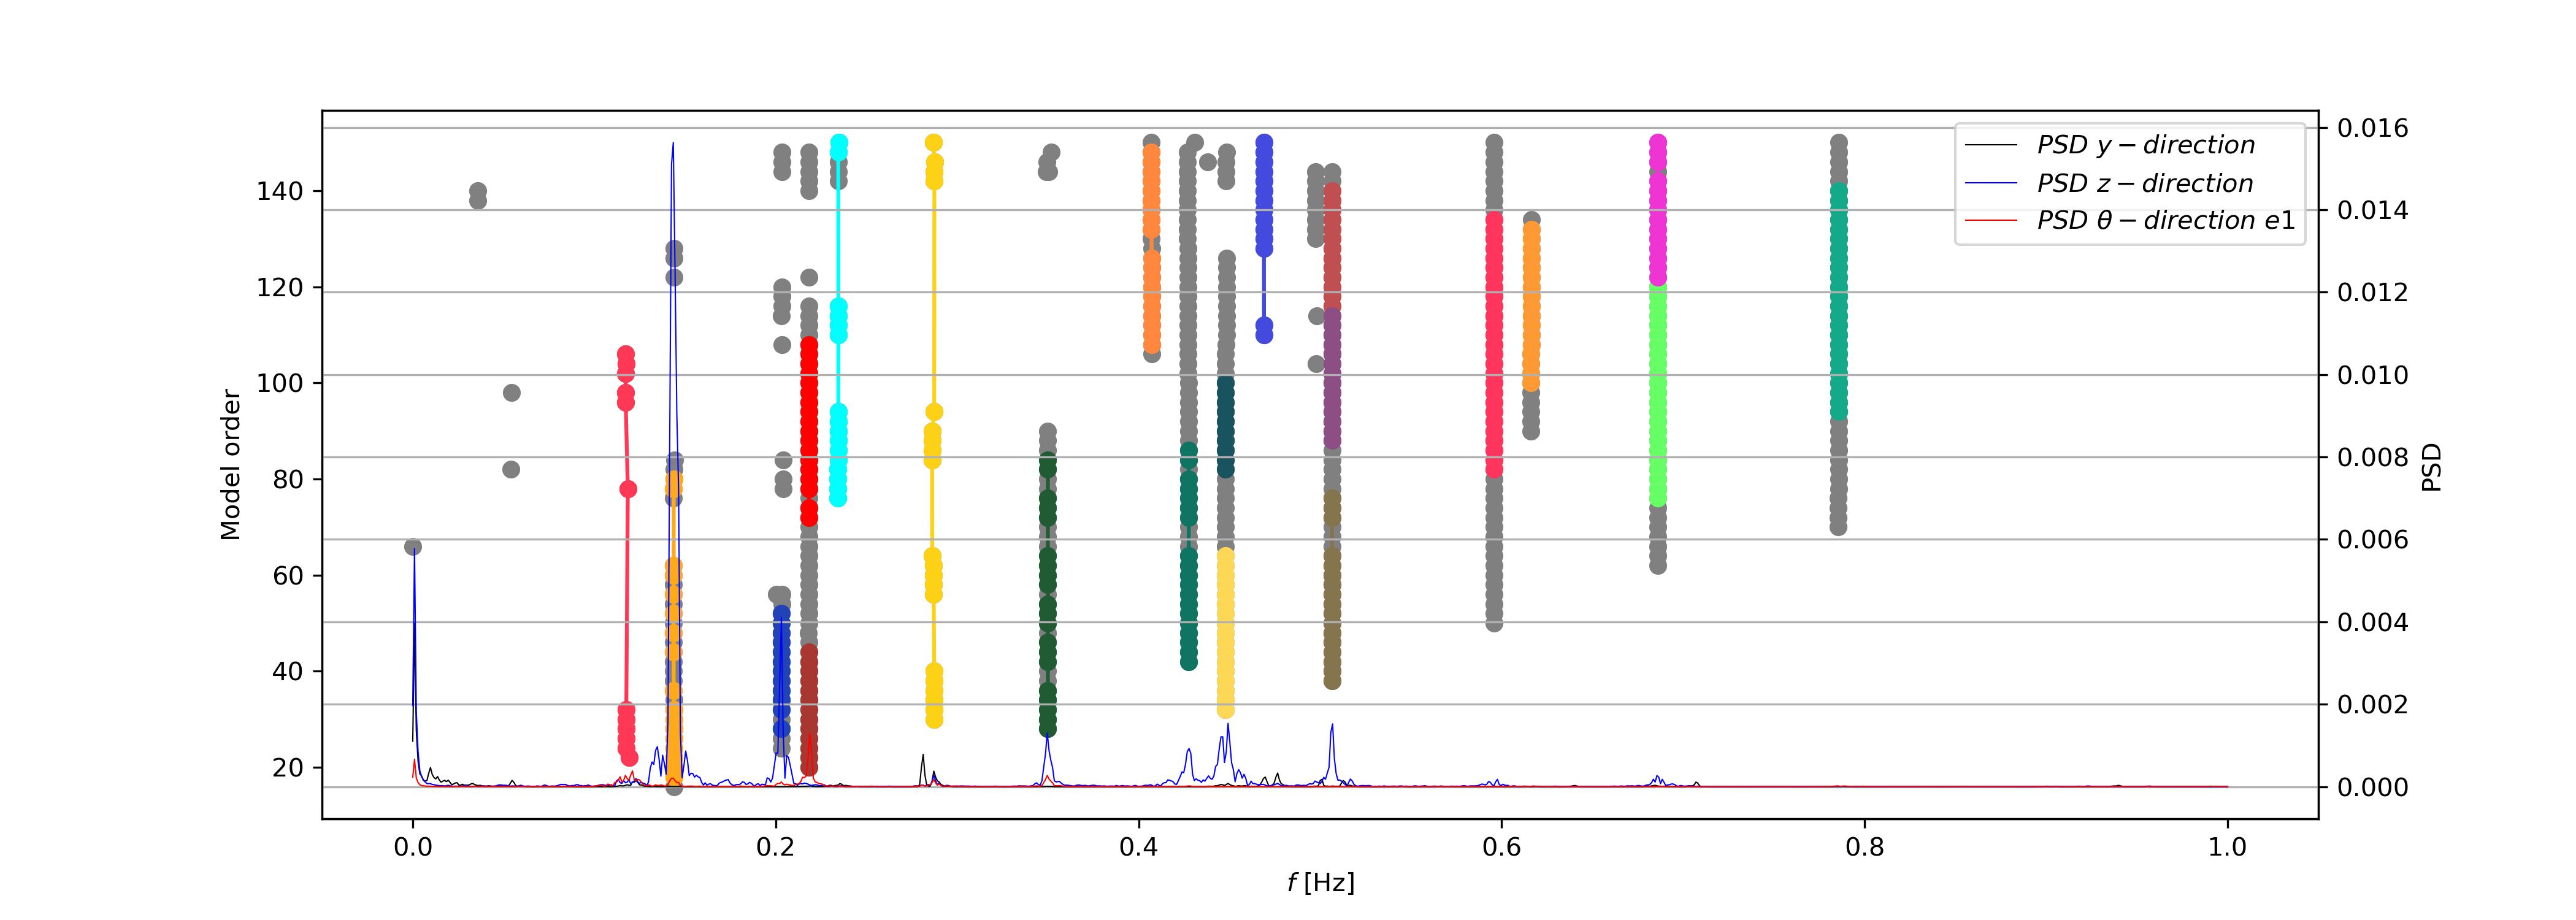 PSD y − direction
PSD z − direction
PSD θ − direction e1
Model order
140
120
100
80
60
40
20
0.016
0.014
0.012
0.010
0.008
0.006
0.004
0.002
0.000
PSD
0.0 0.2 0.4 0.6 0.8 1.0
f [Hz]